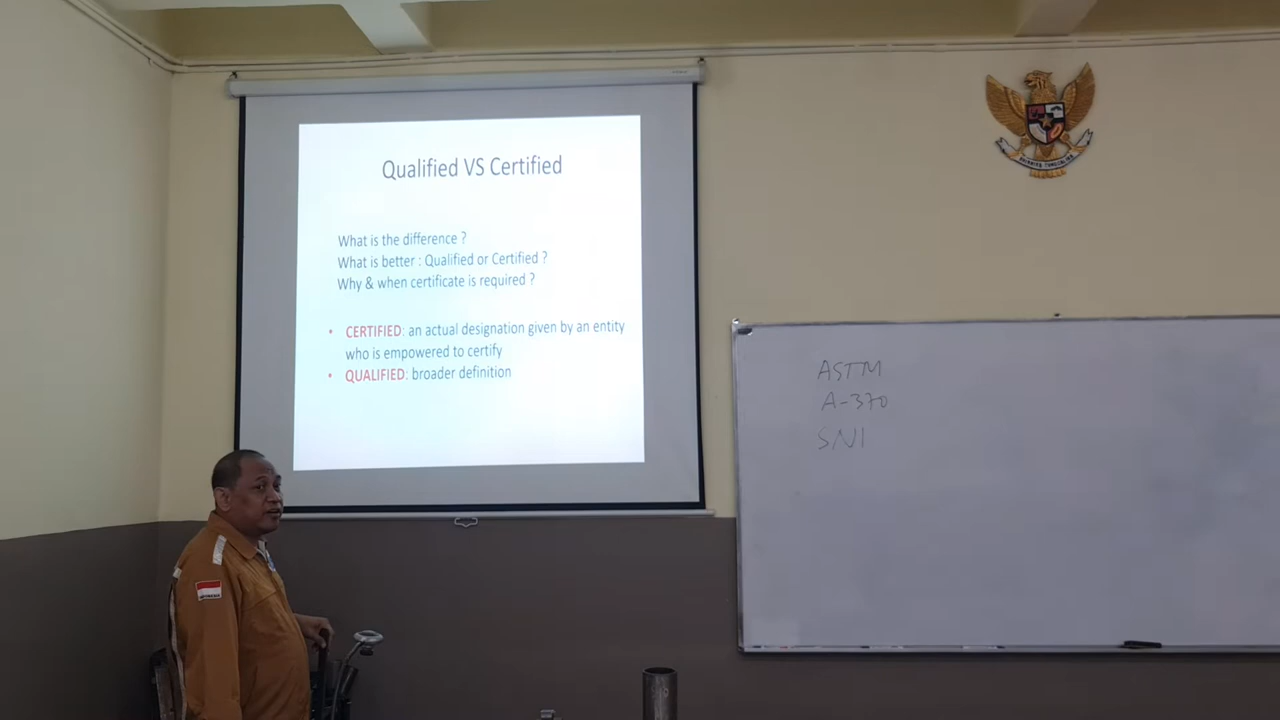 Qualified VS Certified
What is the difference ?
What is better : Qualified or Certified ?
Why & when certificate is required ?
• CERTIFIED: an actual designation given by an entity
who is empowered to certify
• QUALIFIED: broader definition
ASTM
A-370
SNI